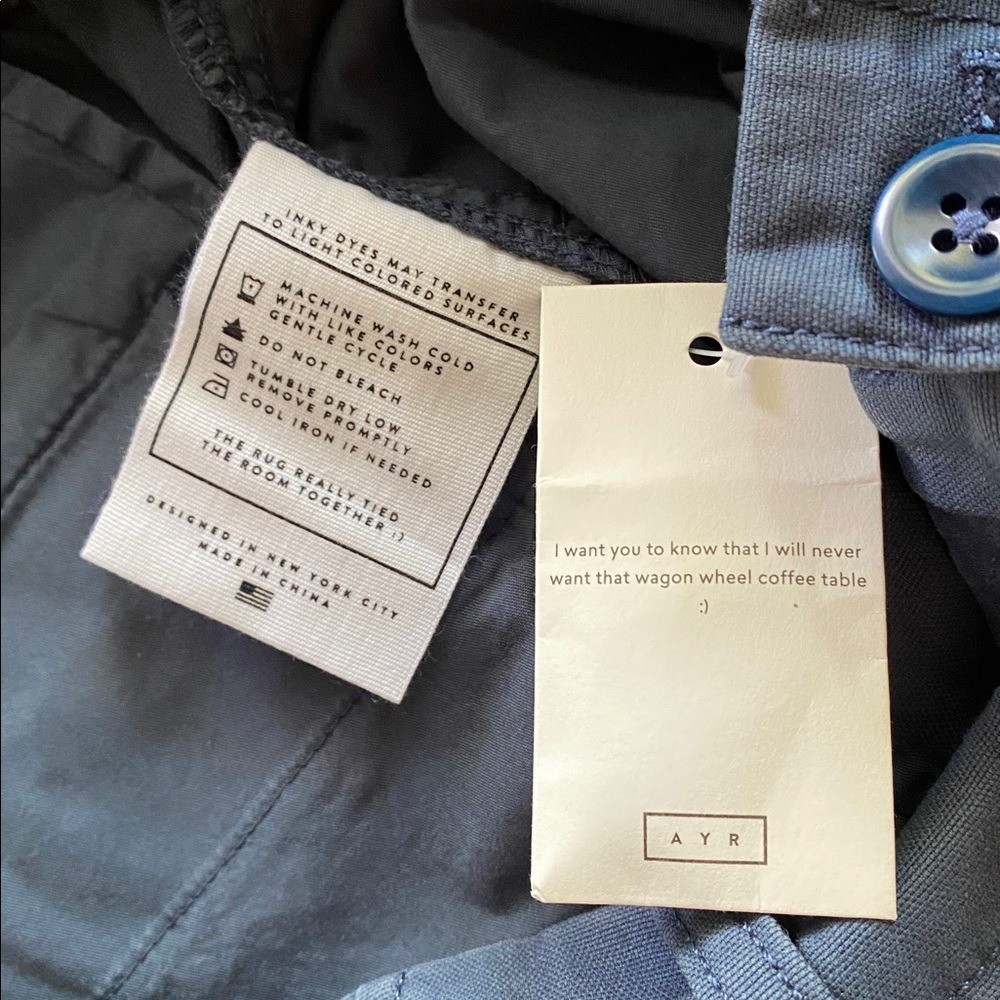 INKY DYES MAY TRANSFER
TO LIGHT COLORED SURFACES
MACHINE WASH COLD
WITH LIKE COLORS
GENTLE CYCLE
DO NOT BLEACH
TUMBLE DRY LOW
REMOVE PROMPTLY
COOL IRON IF NEEDED
THE RUG REALLY TIED
THE ROOM TOGETHER :)
DESIGNED IN NEW YORK CITY
MADE IN CHINA
I want you to know that I will never
want that wagon wheel coffee table
:)
AYR